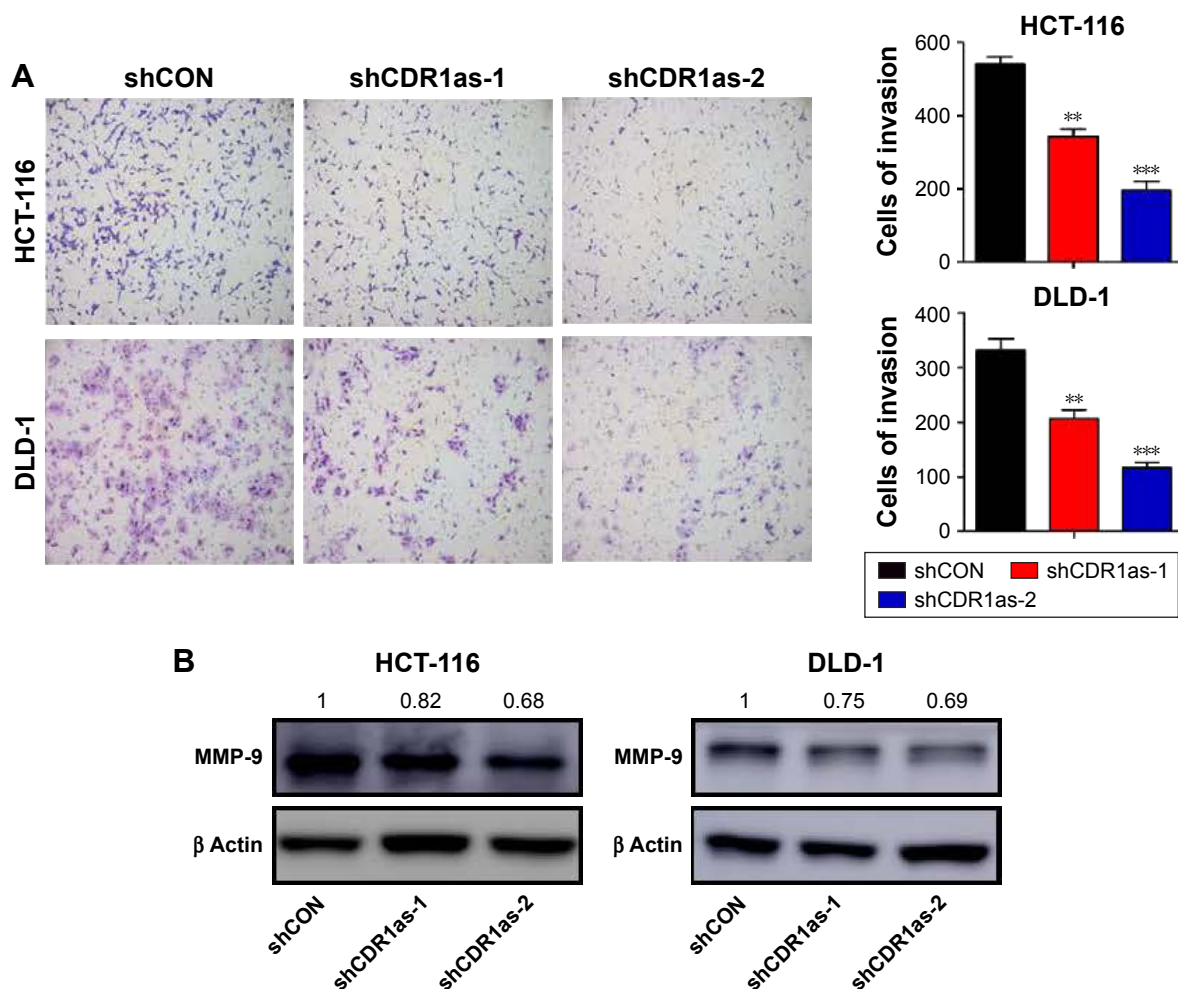 A
shCON shCDR1as-1 shCDR1as-2
HCT-116
DLD-1
HCT-116
Cells of invasion
600
400
200
0
**
***
DLD-1
Cells of invasion
400
300
200
100
0
**
***
shCON shCDR1as-1
shCDR1as-2
B
HCT-116
1 0.82 0.68
MMP-9
β Actin
shCON shCDR1as-1 shCDR1as-2
DLD-1
1 0.75 0.69
MMP-9
β Actin
shCON shCDR1as-1 shCDR1as-2